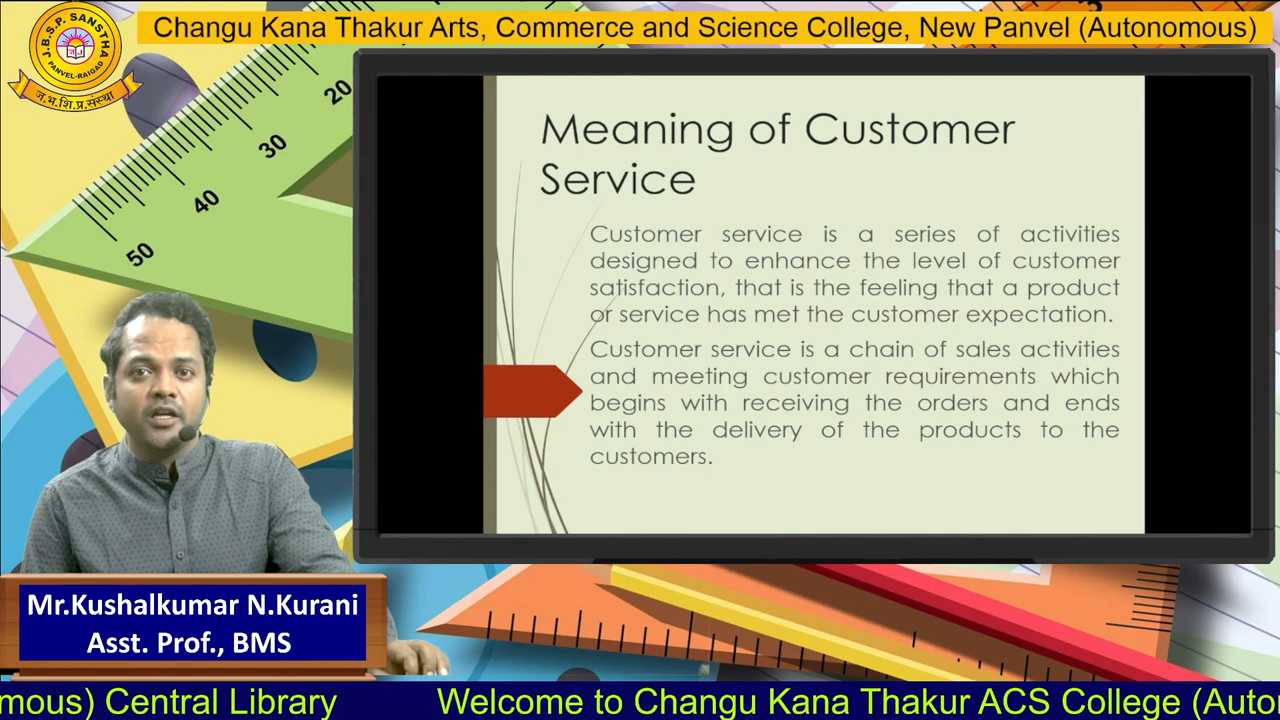 Changu Kana Thakur Arts, Commerce and Science College, New Panvel (Autonomous)
J.B.S.P. SANSTHA
PANVEL-RAIGAD
ज.भ.शि.प्र.संस्था
20
30
40
50
Meaning of Customer
Service
Customer service is a series of activities
designed to enhance the level of customer
satisfaction, that is the feeling that a product
or service has met the customer expectation.
Customer service is a chain of sales activities
and meeting customer requirements which
begins with receiving the orders and ends
with the delivery of the products to the
customers.
Mr.Kushalkumar N.Kurani
Asst. Prof., BMS
mous) Central Library Welcome to Changu Kana Thakur ACS College (Auto